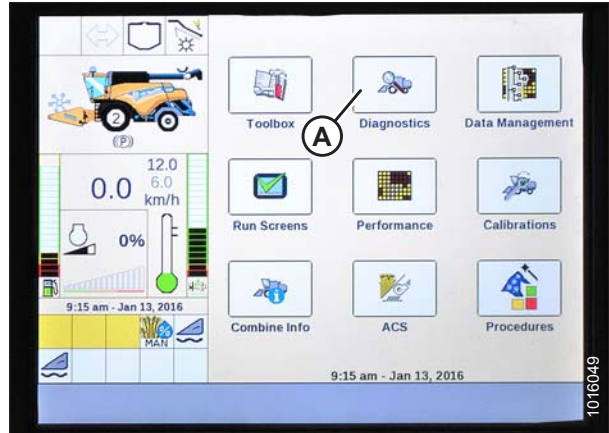 Toolbox
Diagnostics
Data Management
A
2
(P)
12.0
0.0
6.0
km/h
Run Screens
Performance
Calibrations
0%
9:15 am - Jan 13, 2016
MAN
%
Combine Info
ACS
Procedures
9:15 am - Jan 13, 2016
1016049